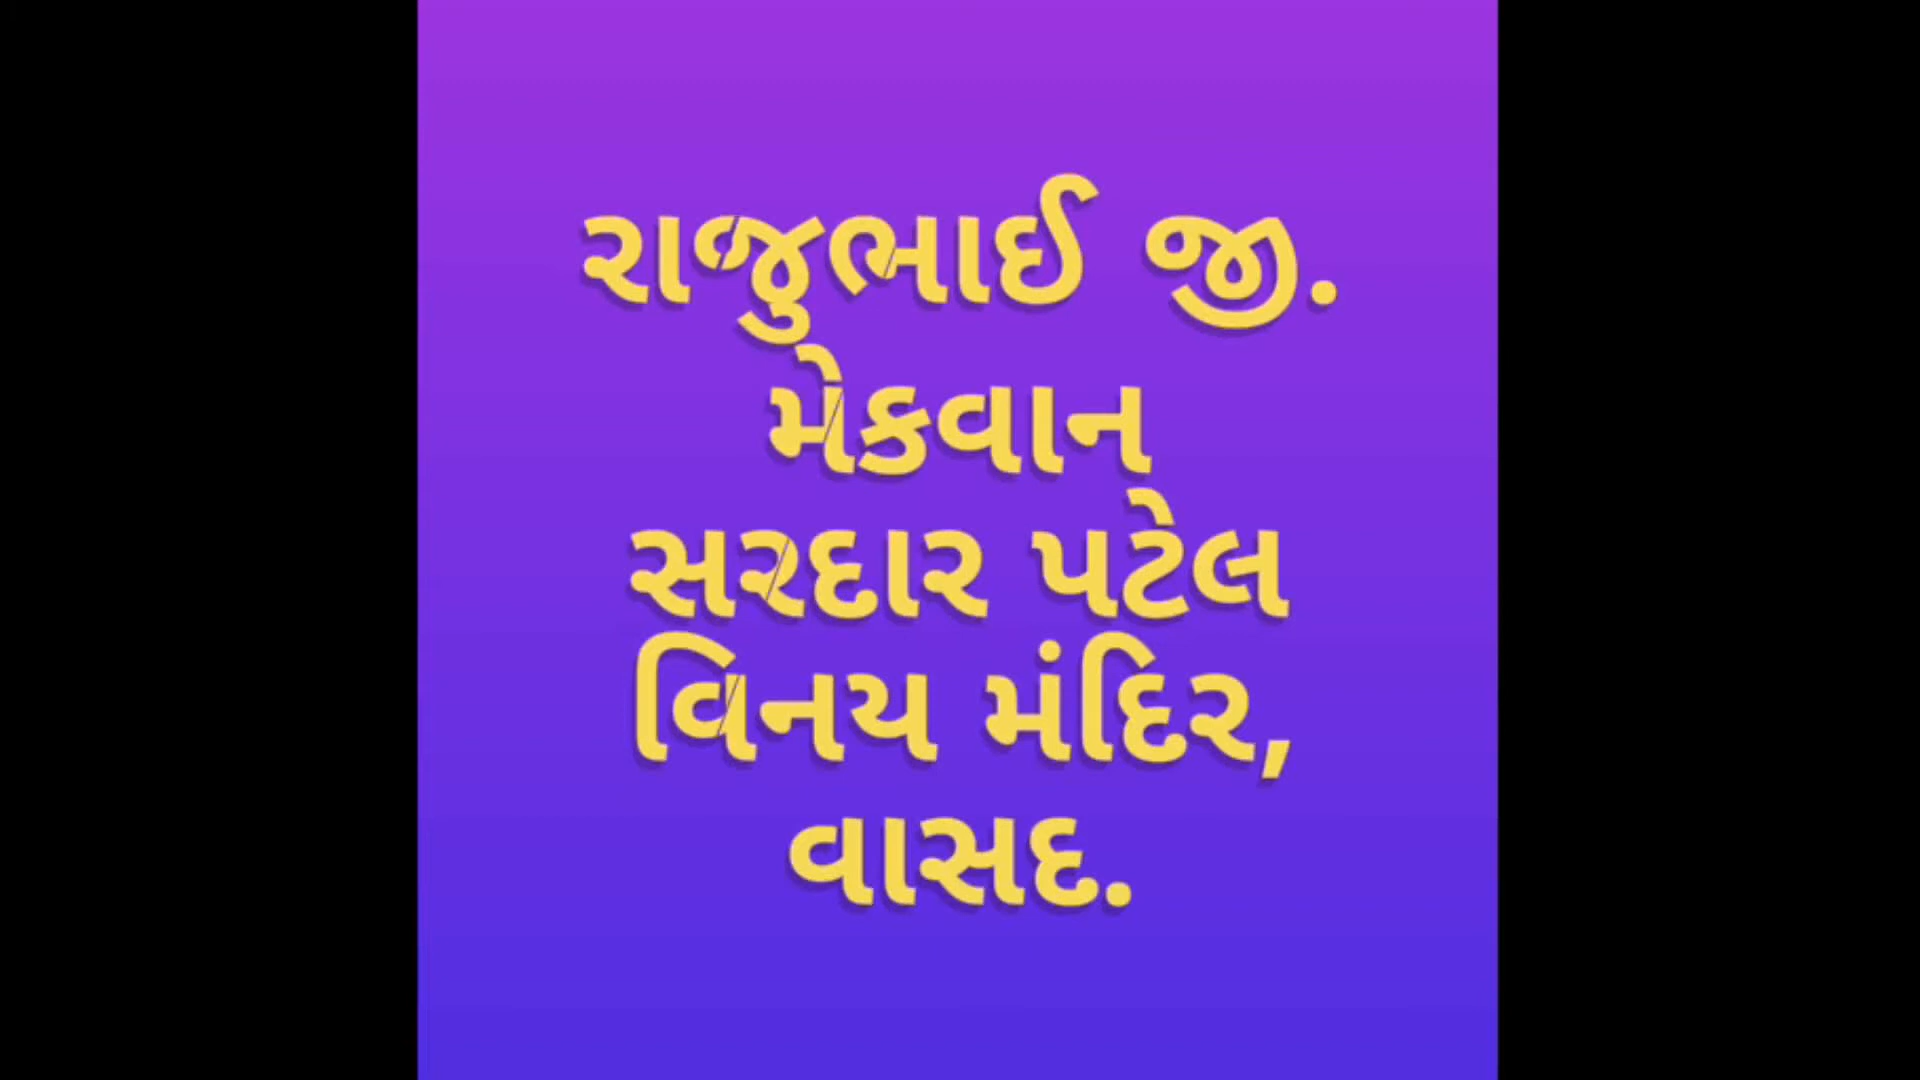 રાજુભાઈ જી.
મેકવાન
સરદાર પટેલ
વિનય મંદિર,
વાસદ.